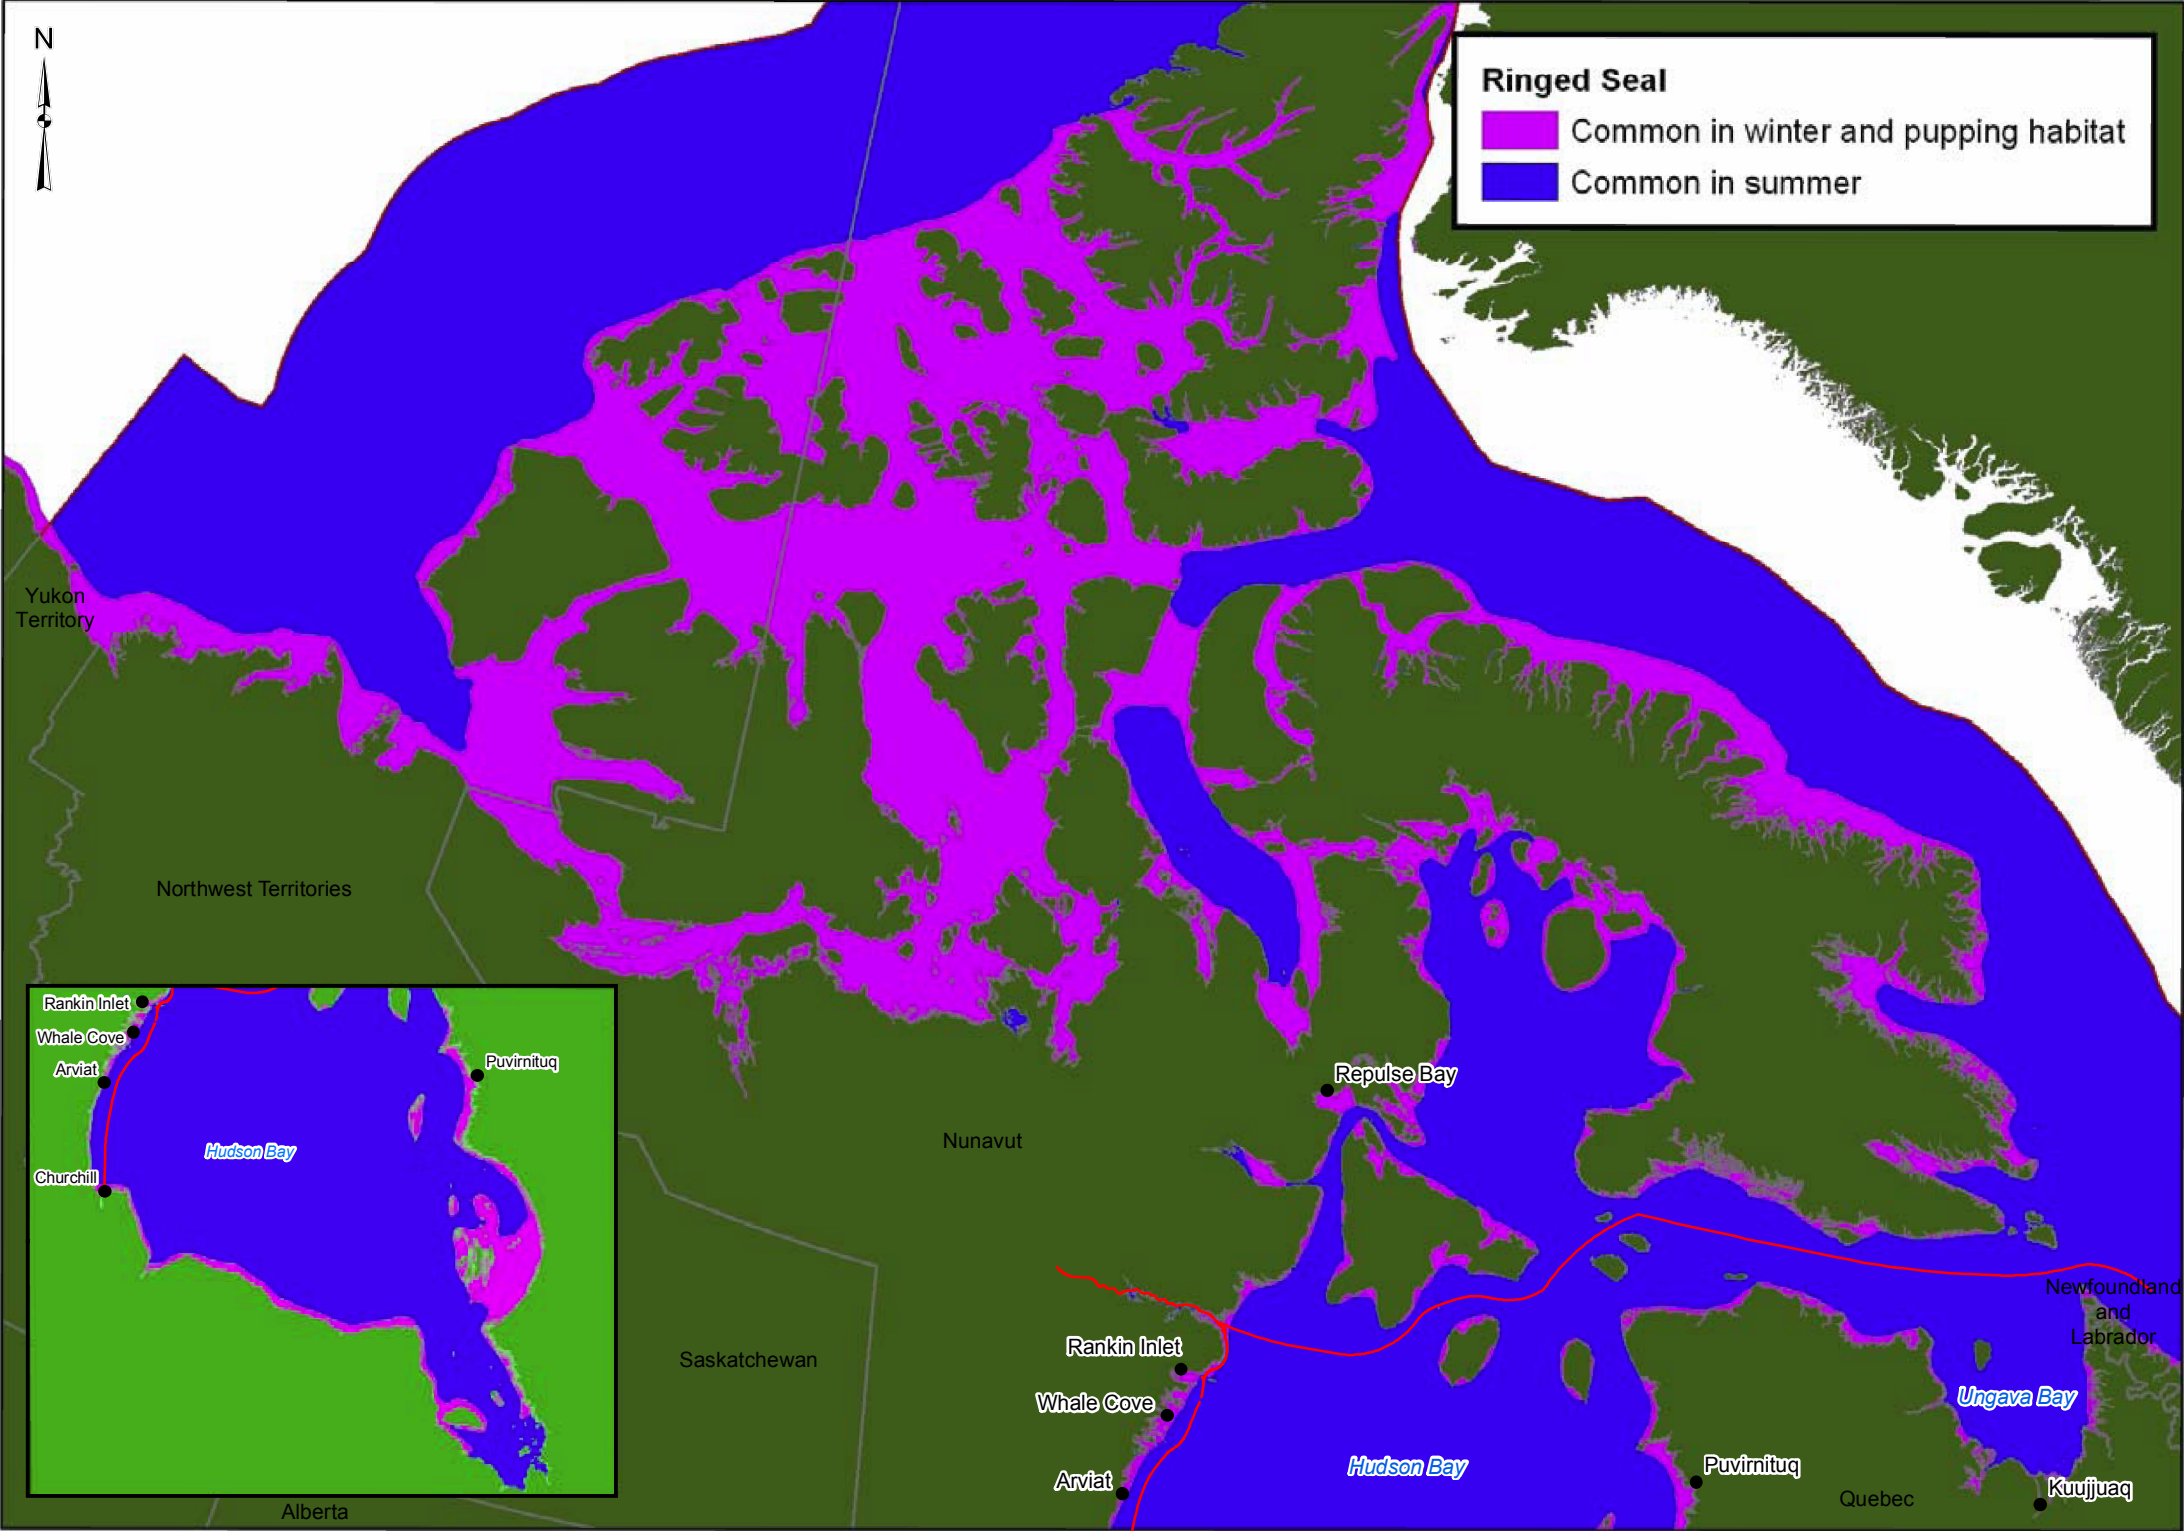 N
Ringed Seal
Common in winter and pupping habitat
Common in summer
Yukon
Territory
Northwest Territories
Rankin Inlet
Whale Cove
Arviat
Puvirnituq
Hudson Bay
Churchill
Repulse Bay
Nunavut
Newfoundland
and
Labrador
Rankin Inlet
Saskatchewan
Whale Cove
Ungava Bay
Hudson Bay
Puvirnituq
Arviat
Kuujjuaq
Quebec
Alberta